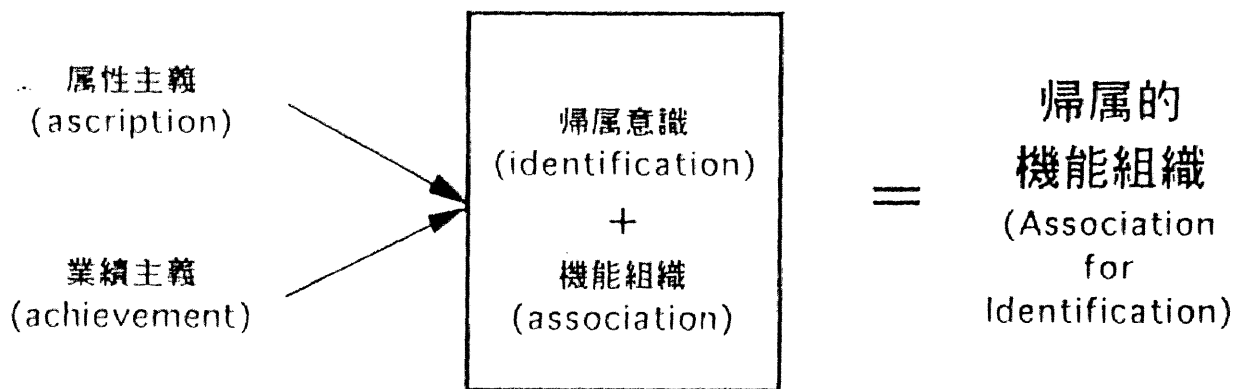 属性主義
(ascription)
業績主義
(achievement)
帰属意識
(identification)
+
機能組織
(association)
=
帰属的
機能組織
(Association
for
Identification)